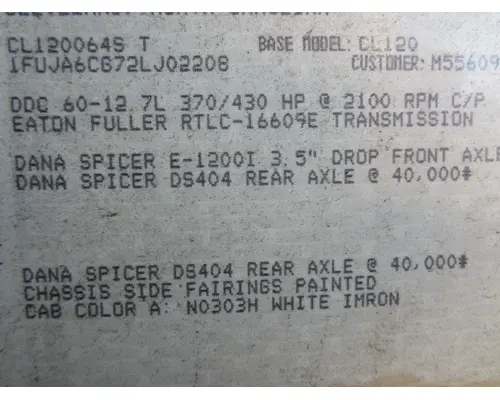 CL120064S T BASE MODEL: CL120
1FUJA6CG72LJ02208 CUSTOMER: M55609
DDC 60-12.7L 370/430 HP @ 2100 RPM C/P
EATON FULLER RTLC-16609E TRANSMISSION
DANA SPICER E-1200I 3.5" DROP FRONT AXLE
DANA SPICER DS404 REAR AXLE @ 40,000#
DANA SPICER DS404 REAR AXLE @ 40,000#
CHASSIS SIDE FAIRINGS PAINTED
CAB COLOR A: N0303H WHITE IMRON